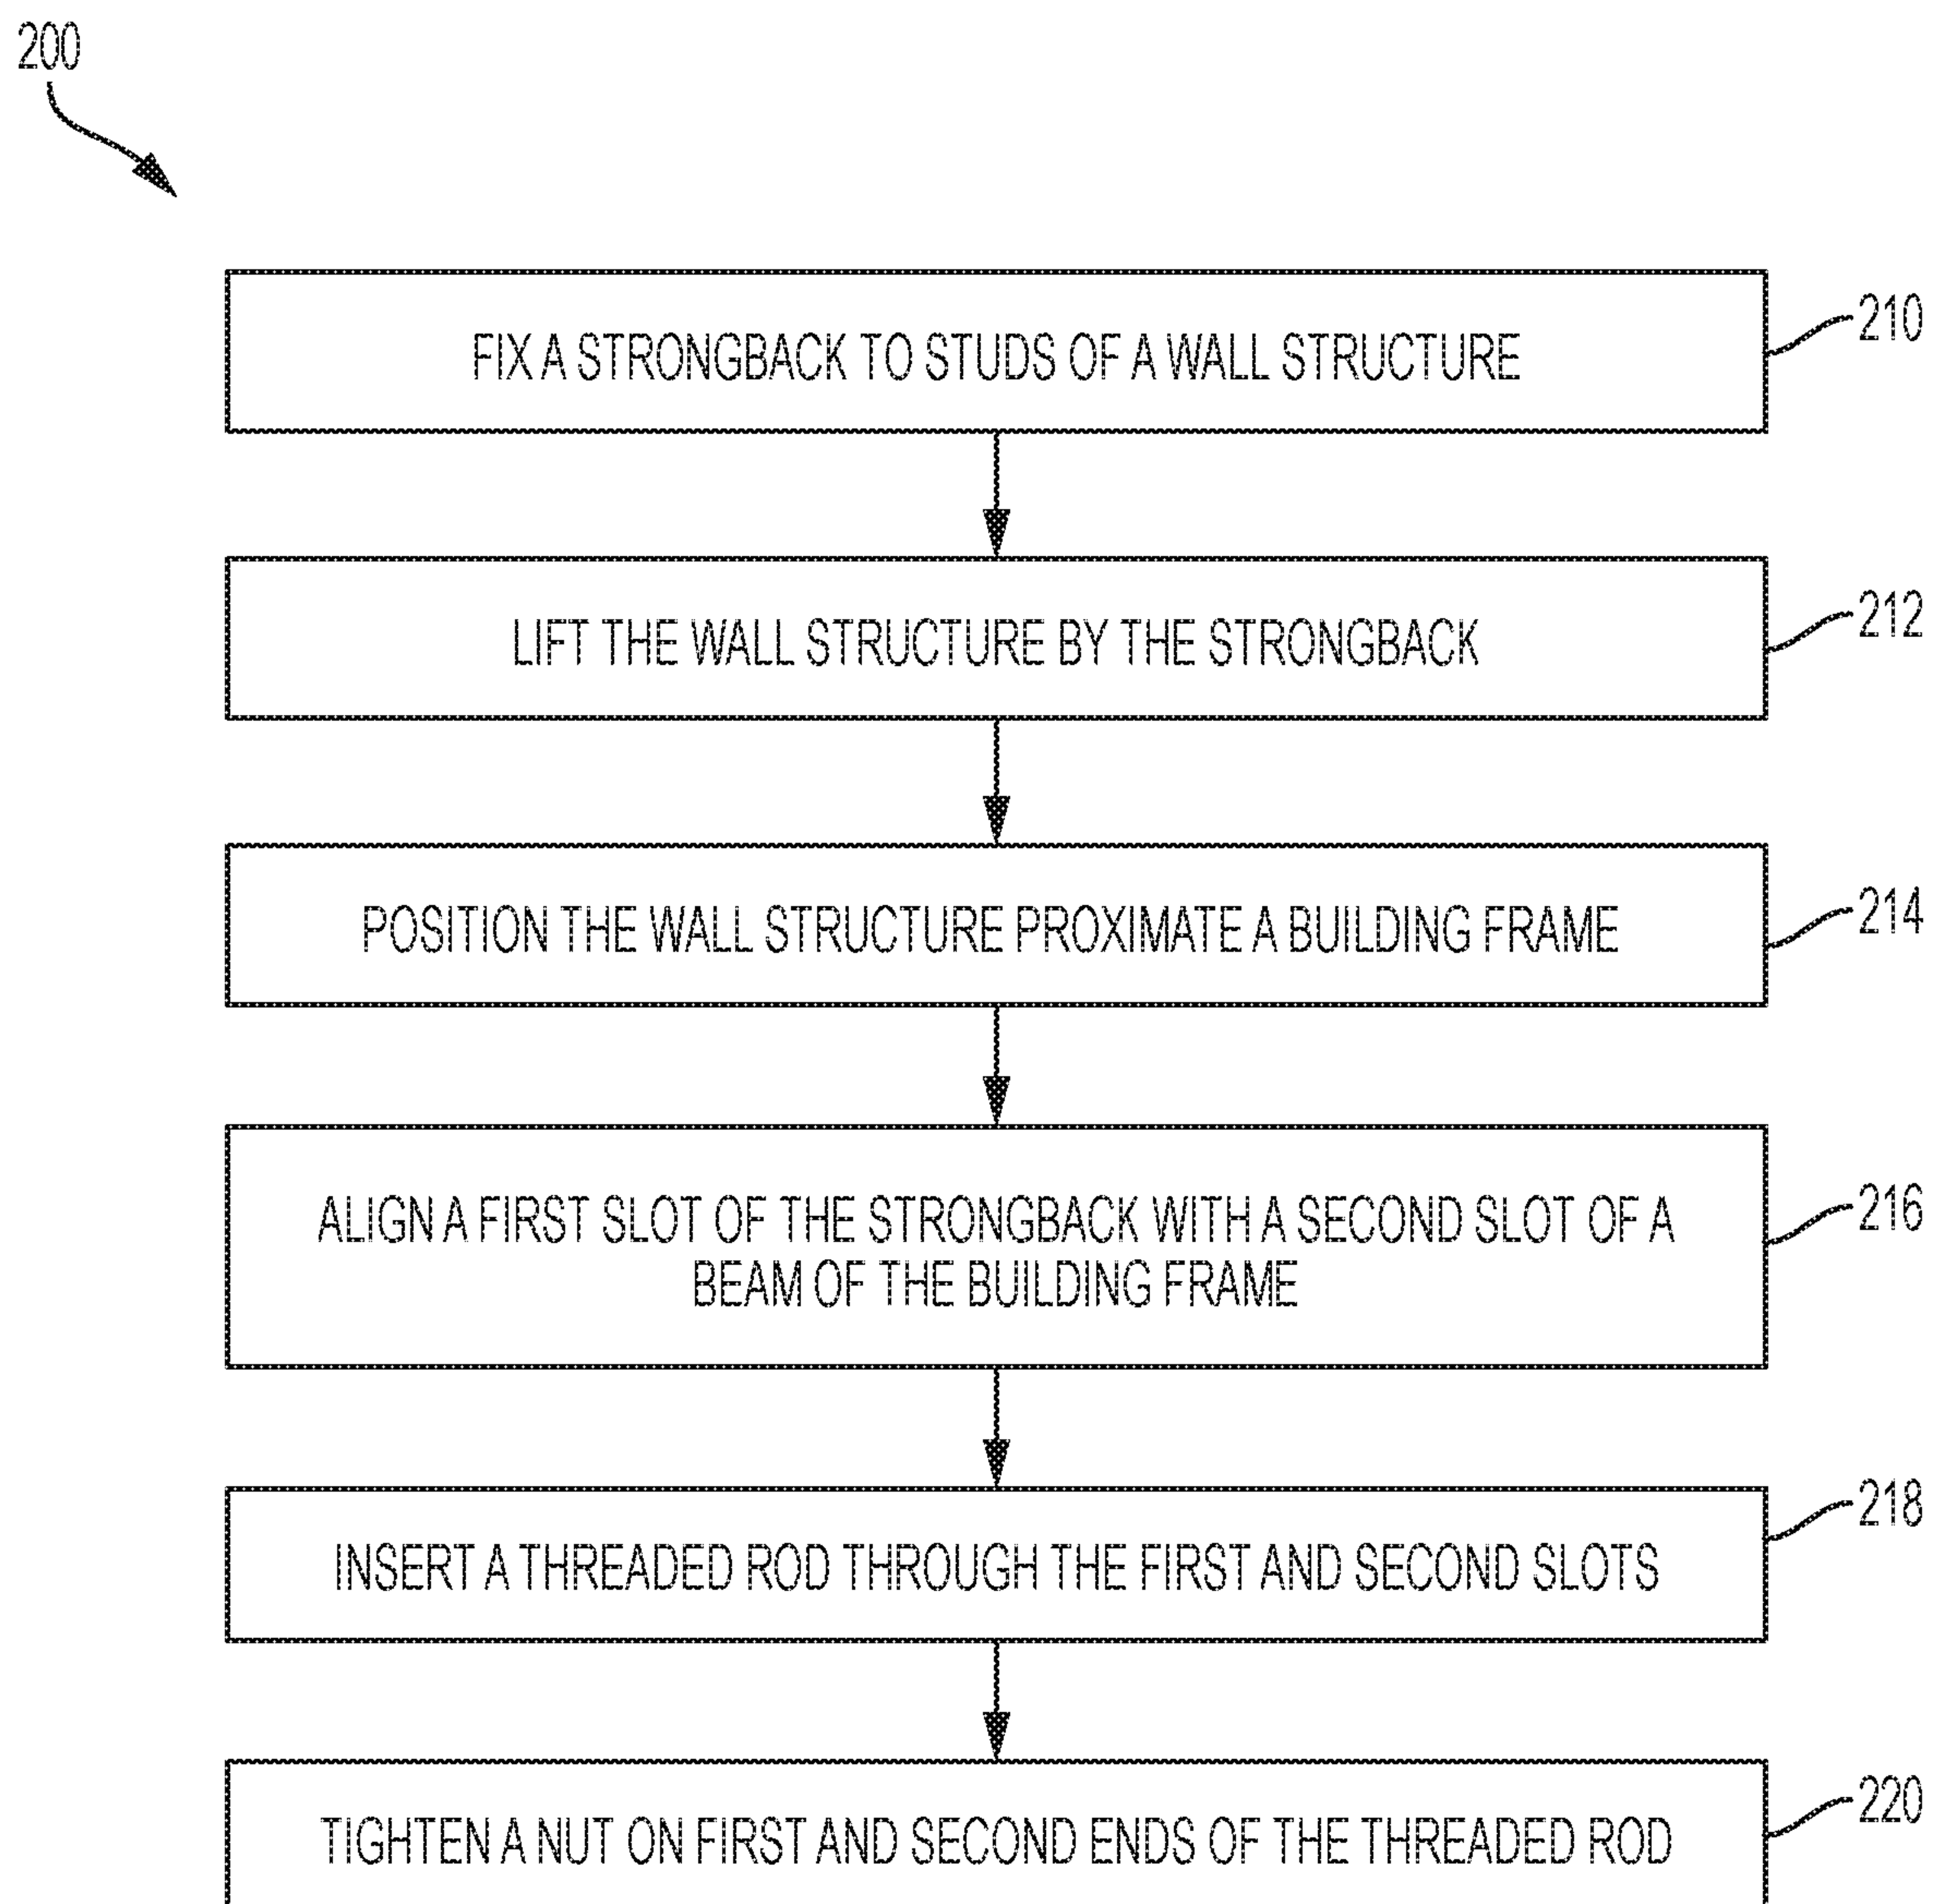 200
FIX A STRONGBACK TO STUDS OF A WALL STRUCTURE
210
LIFT THE WALL STRUCTURE BY THE STRONGBACK
212
POSITION THE WALL STRUCTURE PROXIMATE A BUILDING FRAME
214
ALIGN A FIRST SLOT OF THE STRONGBACK WITH A SECOND SLOT OF A
BEAM OF THE BUILDING FRAME
216
INSERT A THREADED ROD THROUGH THE FIRST AND SECOND SLOTS
218
TIGHTEN A NUT ON FIRST AND SECOND ENDS OF THE THREADED ROD
220